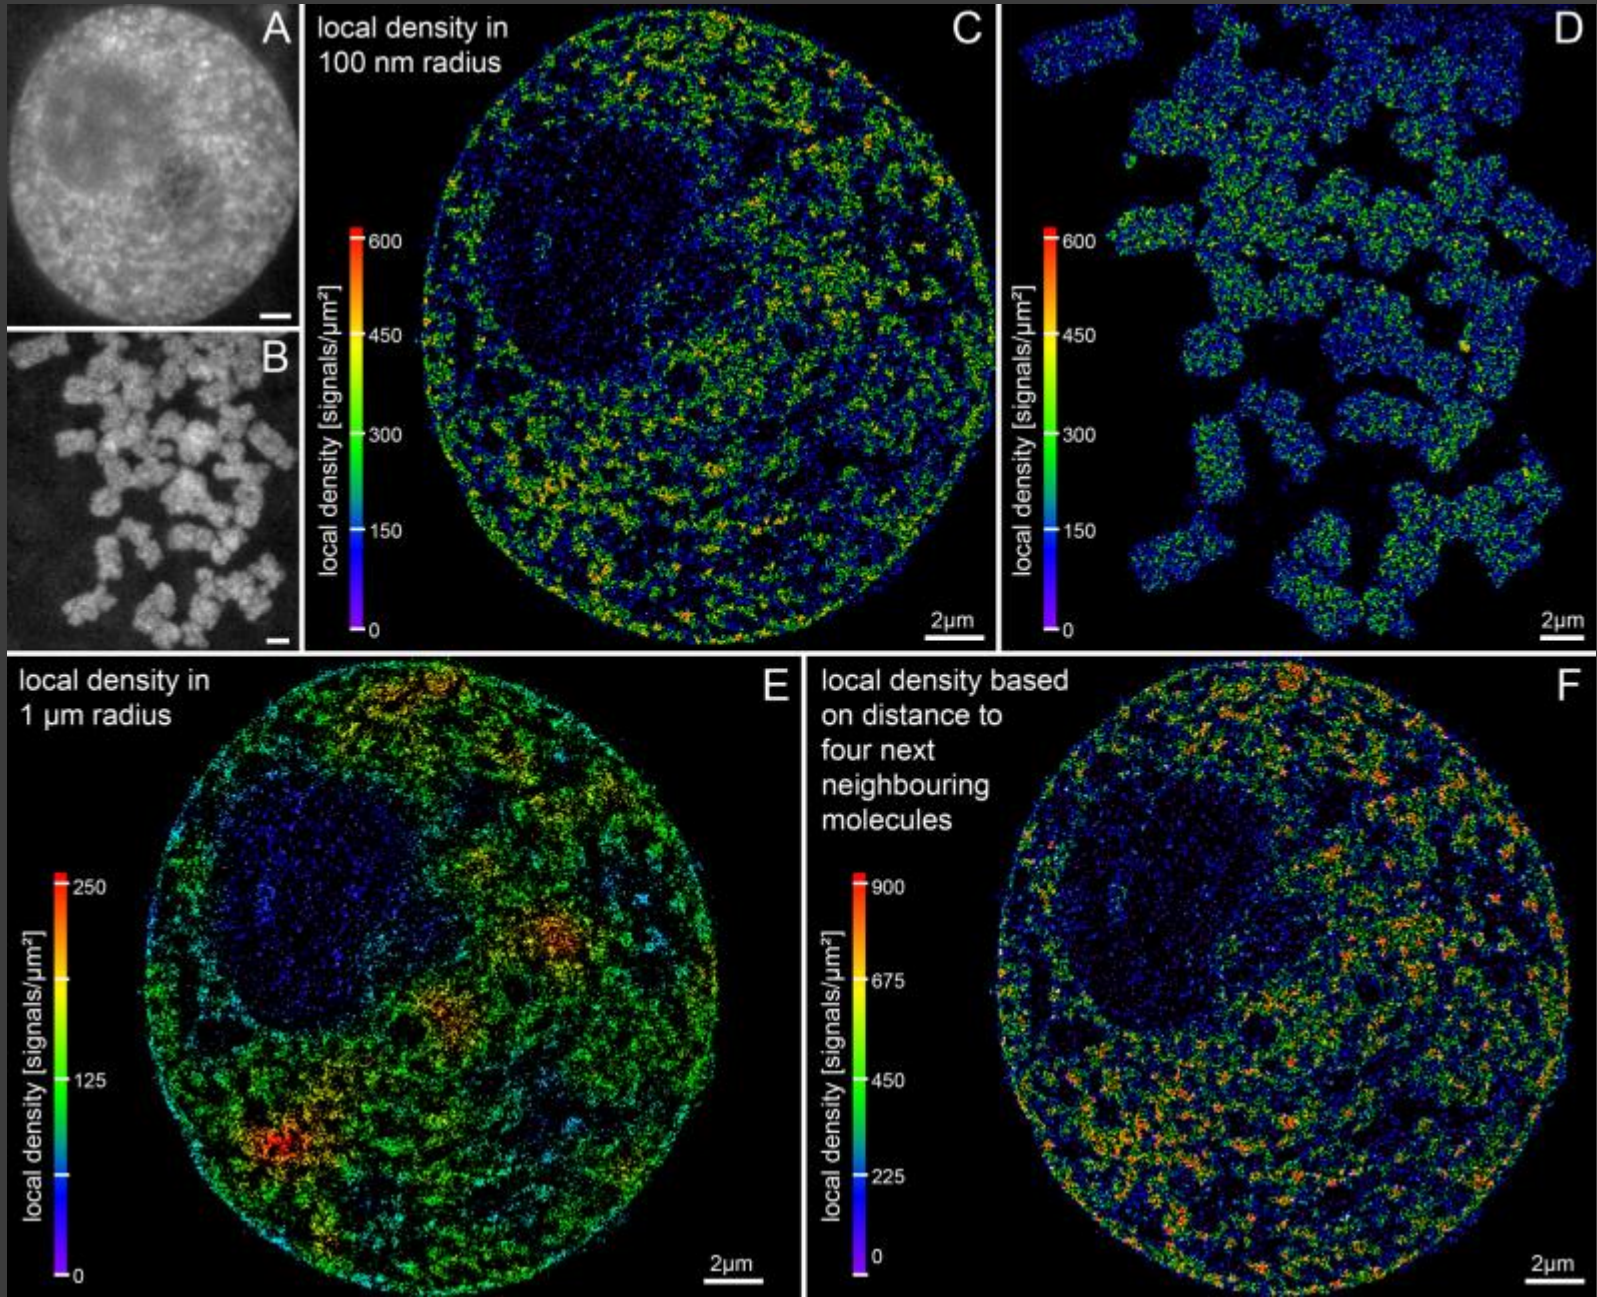 A
B
local density in
100 nm radius
C
local density [signals/µm²]
600
450
300
150
0
2µm
D
local density [signals/µm²]
600
450
300
150
0
2µm
local density in
1 µm radius
E
local density [signals/µm²]
250
125
0
2µm
local density based
on distance to
four next
neighbouring
molecules
F
local density [signals/µm²]
900
675
450
225
0
2µm